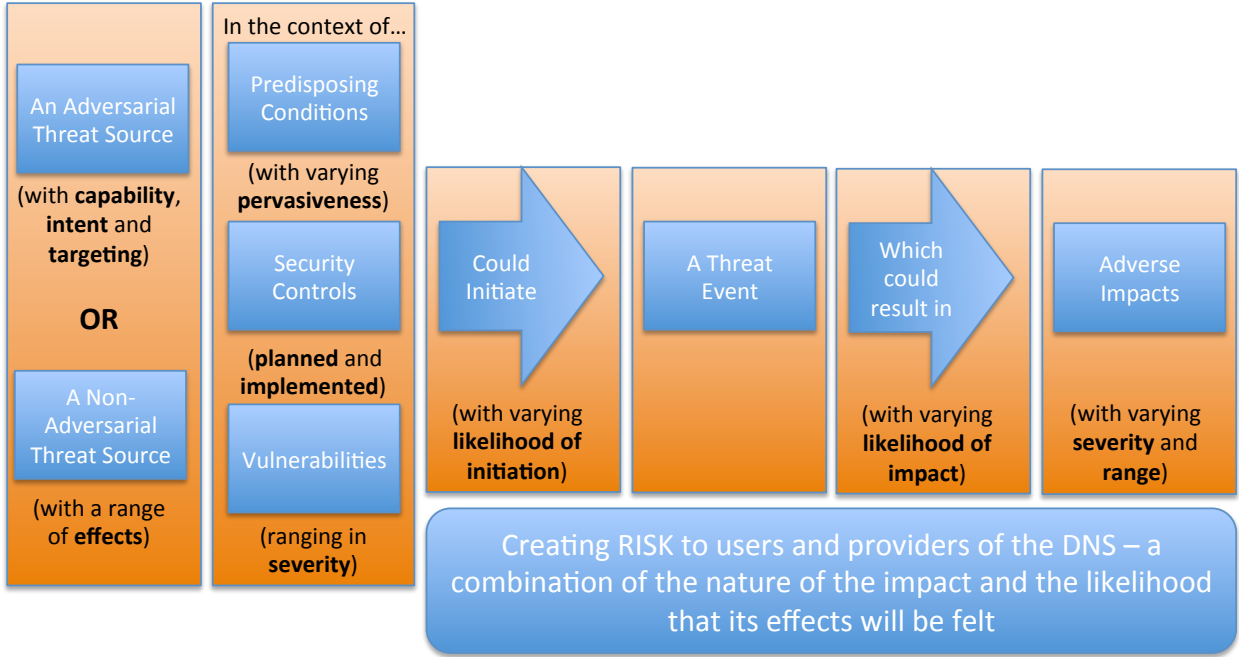 An Adversarial
Threat Source
(with capability,
intent and
targeting)
OR
A Non-
Adversarial
Threat Source
(with a range
of effects)
In the context of…
Predisposing
Conditions
(with varying
pervasiveness)
Security
Controls
(planned and
implemented)
Vulnerabilities
(ranging in
severity)
Could
Initiate
(with varying
likelihood of
initiation)
A Threat
Event
Which
could
result in
(with varying
likelihood of
impact)
Adverse
Impacts
(with varying
severity and
range)
Creating RISK to users and providers of the DNS – a
combination of the nature of the impact and the likelihood
that its effects will be felt